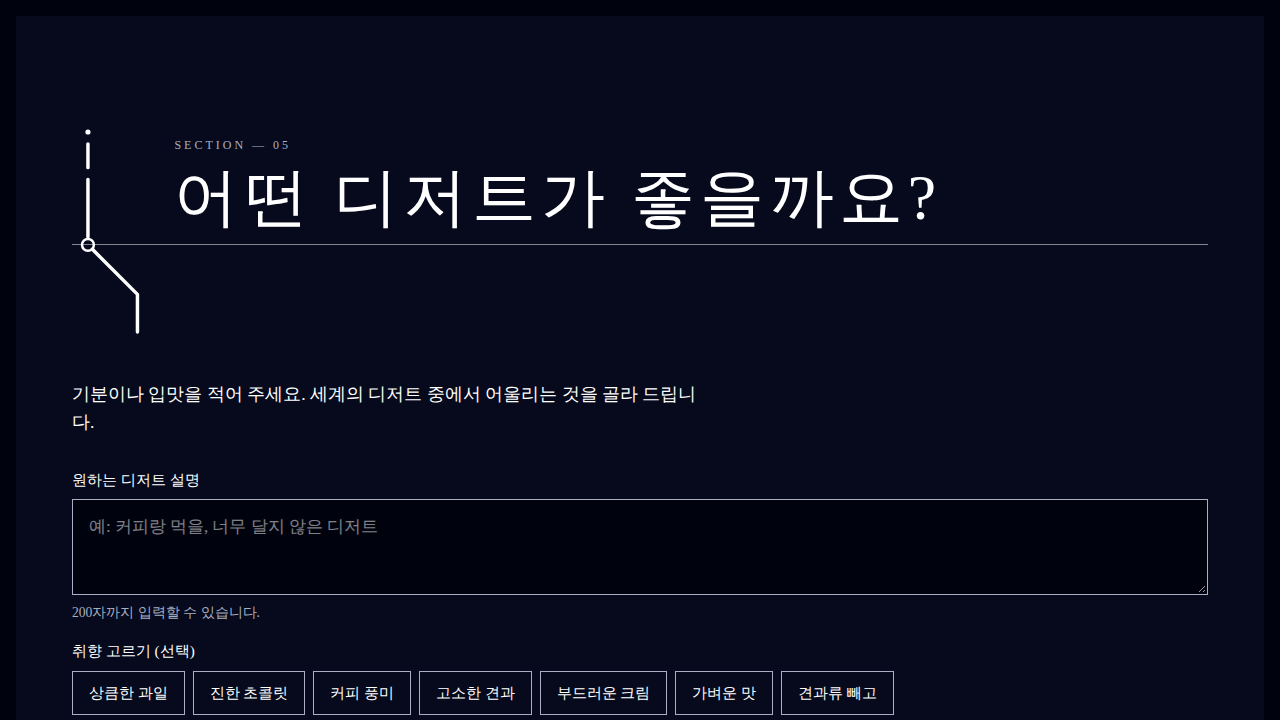 SECTION — 05
어떤 디저트가 좋을까요?
기분이나 입맛을 적어 주세요. 세계의 디저트 중에서 어울리는 것을 골라 드립니
다.
원하는 디저트 설명
예: 커피랑 먹을, 너무 달지 않은 디저트
200자까지 입력할 수 있습니다.
취향 고르기 (선택)
상큼한 과일 진한 초콜릿 커피 풍미 고소한 견과 부드러운 크림 가벼운 맛 견과류 빼고